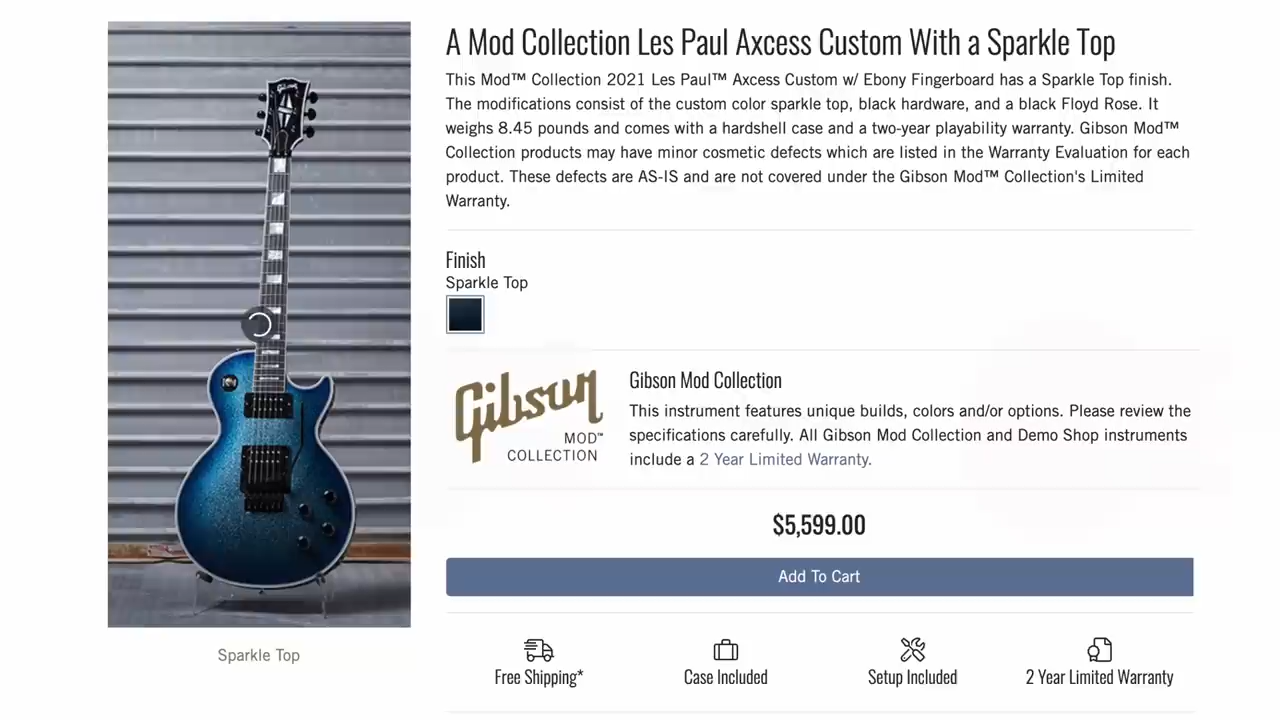 A Mod Collection Les Paul Axcess Custom With a Sparkle Top
This Mod™ Collection 2021 Les Paul™ Axcess Custom w/ Ebony Fingerboard has a Sparkle Top finish.
The modifications consist of the custom color sparkle top, black hardware, and a black Floyd Rose. It
weighs 8.45 pounds and comes with a hardshell case and a two-year playability warranty. Gibson Mod™
Collection products may have minor cosmetic defects which are listed in the Warranty Evaluation for each
product. These defects are AS-IS and are not covered under the Gibson Mod™ Collection's Limited
Warranty.
Gibson
Finish
Sparkle Top
Gibson
MOD™
COLLECTION
Gibson Mod Collection
This instrument features unique builds, colors and/or options. Please review the
specifications carefully. All Gibson Mod Collection and Demo Shop instruments
include a 2 Year Limited Warranty.
$5,599.00
Add To Cart
Sparkle Top
Free Shipping*
Case Included
Setup Included
2 Year Limited Warranty